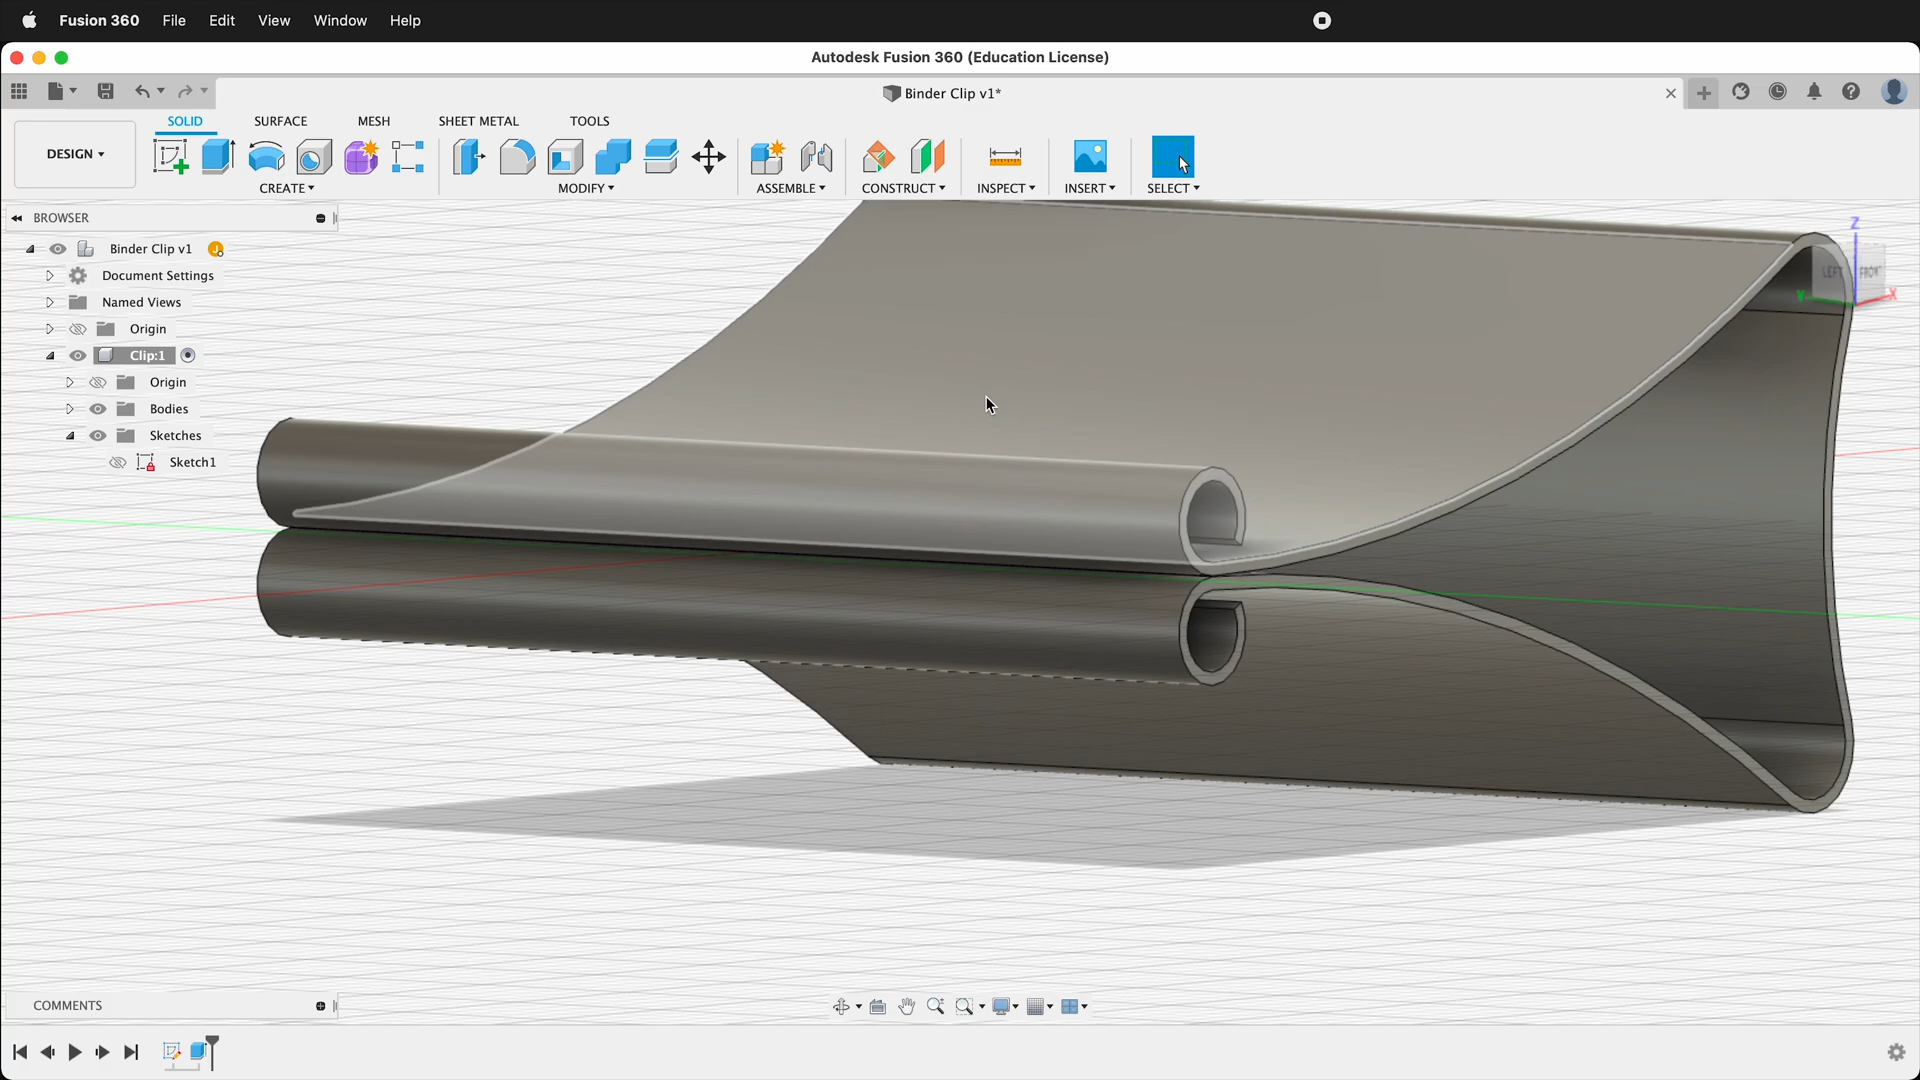 Fusion 360 File Edit View Window Help
Autodesk Fusion 360 (Education License)
Binder Clip v1*
SOLID SURFACE MESH SHEET METAL TOOLS
DESIGN
CREATE MODIFY ASSEMBLE CONSTRUCT INSPECT INSERT SELECT
BROWSER
Binder Clip v1
Document Settings
Named Views
Origin
Clip:1
Origin
Bodies
Sketches
Sketch1
Z
LEFT FRONT
Y X
COMMENTS